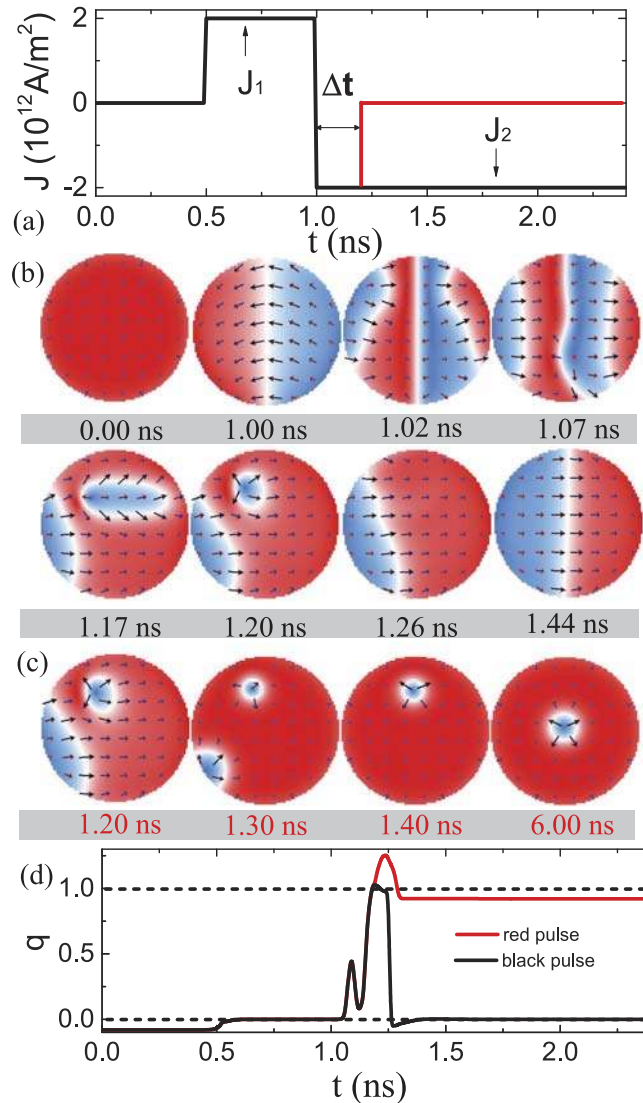 2
0
-2
J (10¹²A/m²)
J₁
Δt
J₂
0.0 0.5 1.0 1.5 2.0
t (ns)
(a)
(b)
0.00 ns 1.00 ns 1.02 ns 1.07 ns
1.17 ns 1.20 ns 1.26 ns 1.44 ns
(c)
1.20 ns 1.30 ns 1.40 ns 6.00 ns
(d)
1.0
0.5
0.0
q
red pulse
black pulse
0.0 0.5 1.0 1.5 2.0
t (ns)